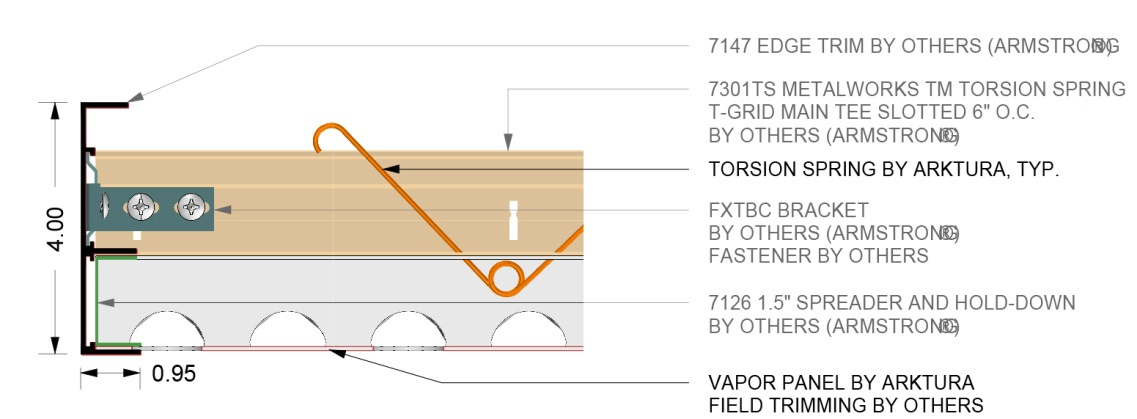 7147 EDGE TRIM BY OTHERS (ARMSTRONG®)
7301TS METALWORKS TM TORSION SPRING
T-GRID MAIN TEE SLOTTED 6" O.C.
BY OTHERS (ARMSTRONG®)
TORSION SPRING BY ARKTURA, TYP.
FXTBC BRACKET
BY OTHERS (ARMSTRONG®)
FASTENER BY OTHERS
4.00
7126 1.5" SPREADER AND HOLD-DOWN
BY OTHERS (ARMSTRONG®)
0.95
VAPOR PANEL BY ARKTURA
FIELD TRIMMING BY OTHERS